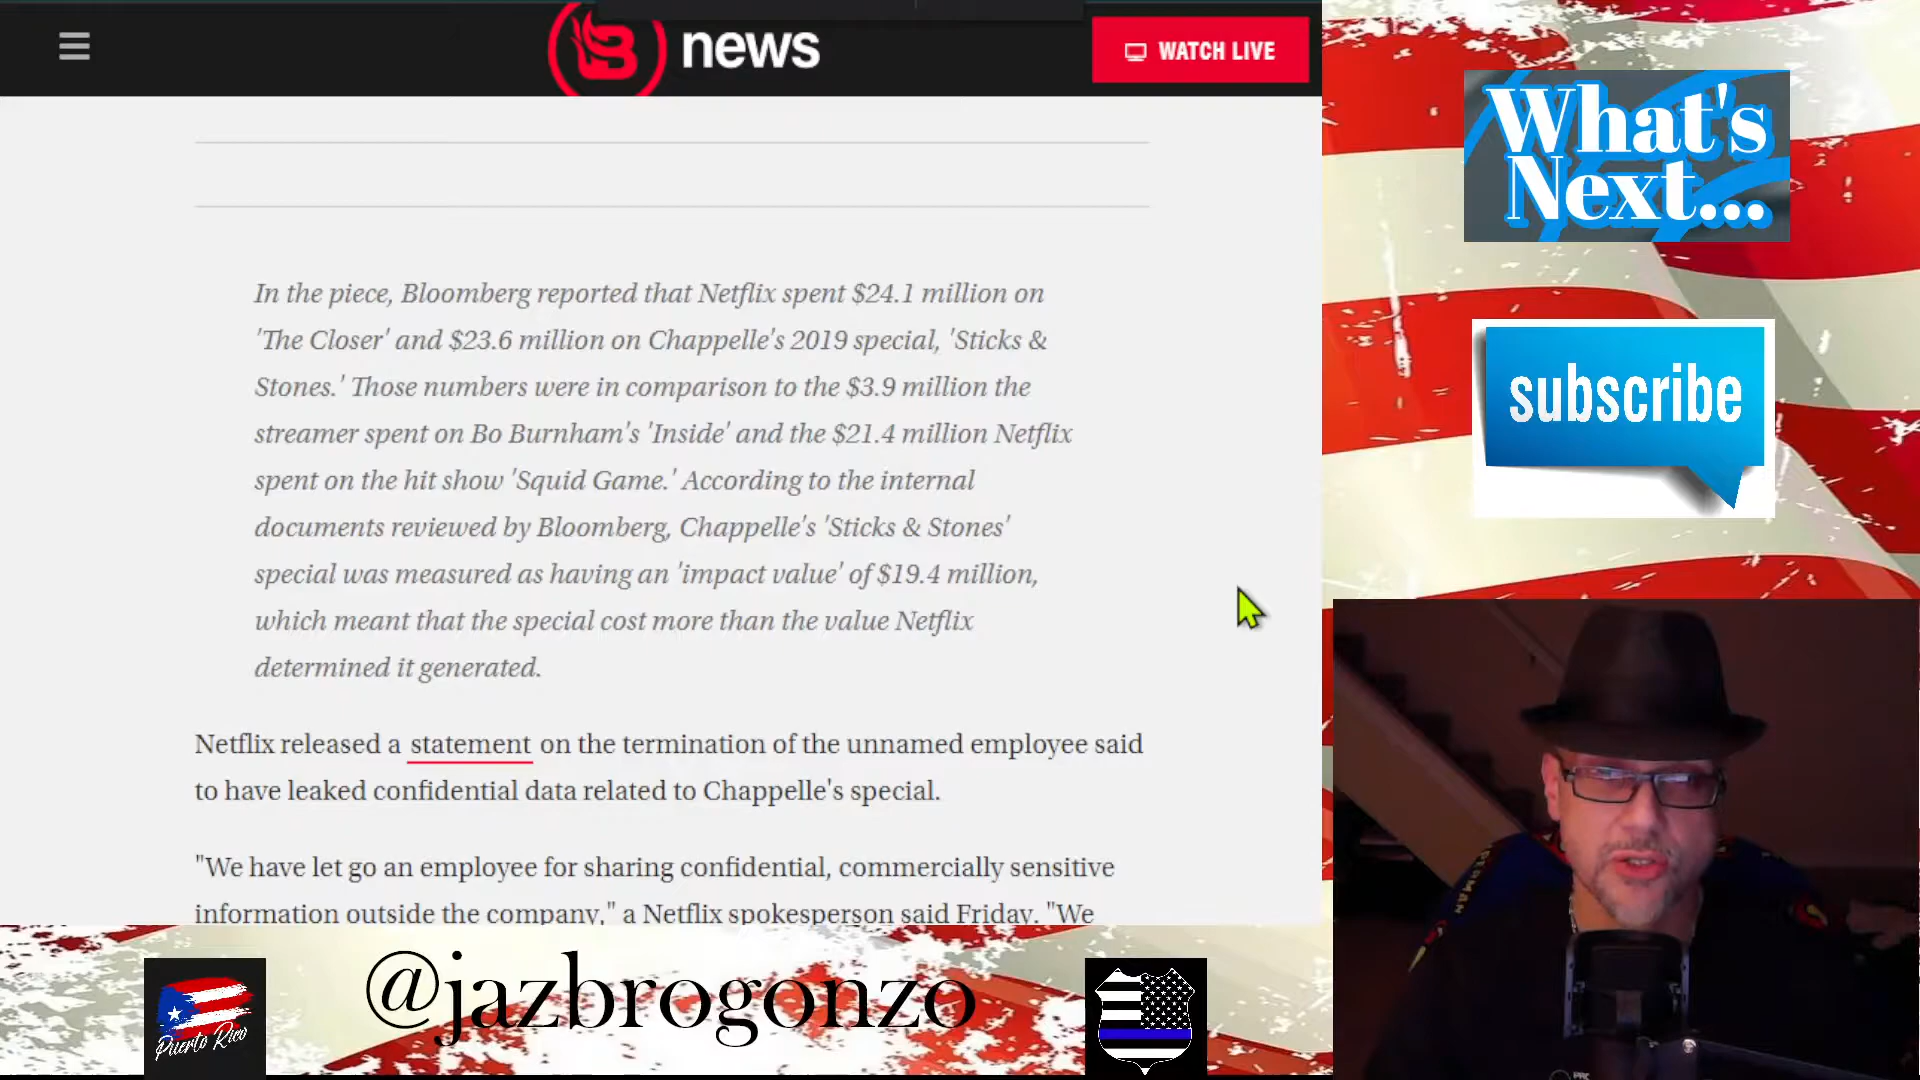 news
WATCH LIVE
What's
Next...
subscribe
In the piece, Bloomberg reported that Netflix spent $24.1 million on
'The Closer' and $23.6 million on Chappelle's 2019 special, 'Sticks &
Stones.' Those numbers were in comparison to the $3.9 million the
streamer spent on Bo Burnham's 'Inside' and the $21.4 million Netflix
spent on the hit show 'Squid Game.' According to the internal
documents reviewed by Bloomberg, Chappelle's 'Sticks & Stones'
special was measured as having an 'impact value' of $19.4 million,
which meant that the special cost more than the value Netflix
determined it generated.
Netflix released a statement on the termination of the unnamed employee said
to have leaked confidential data related to Chappelle's special.
"We have let go an employee for sharing confidential, commercially sensitive
information outside the company," a Netflix spokesperson said Friday. "We
@jazbrogonzo
Puerto Rico